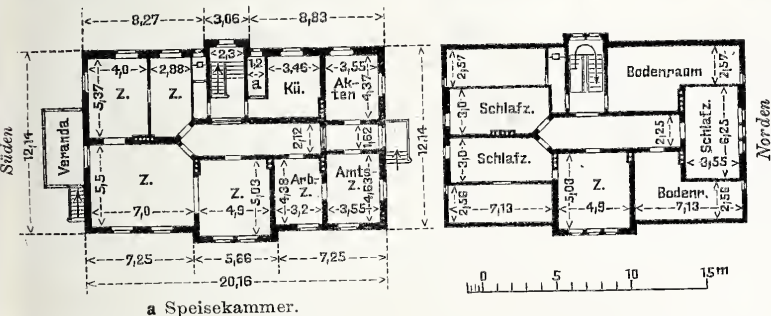 8,27 3,06 8,83
2,3
4,0 2,88 1,2 3,46 3,55
a
Z. Z. Kü. Ak-
ten
5,37 4,37
12,14 12,14
Süden
Veranda
2,12 1,62
Z. Z. Arb. Z. Amts Z.
5,5 5,03 4,38 4,63
7,0 4,9 3,2 3,55
7,25 5,66 7,25
20,16
a Speisekammer.
2,57 Bodenraum 2,57
3,0 Schlafz. Schlafz. 6,25
2,25 3,55
Norden
3,0 Schlafz. Z. Bodenr.
5,03
2,58 7,13 4,9 7,13 2,58
0 5 10 15 m